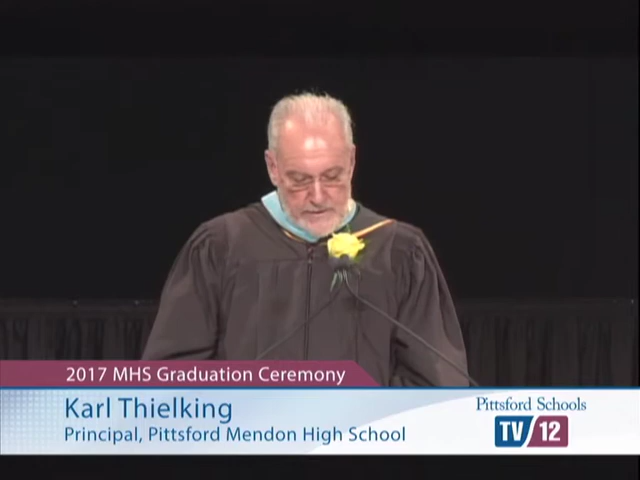 2017 MHS Graduation Ceremony
Karl Thielking
Principal, Pittsford Mendon High School
Pittsford Schools
TV 12